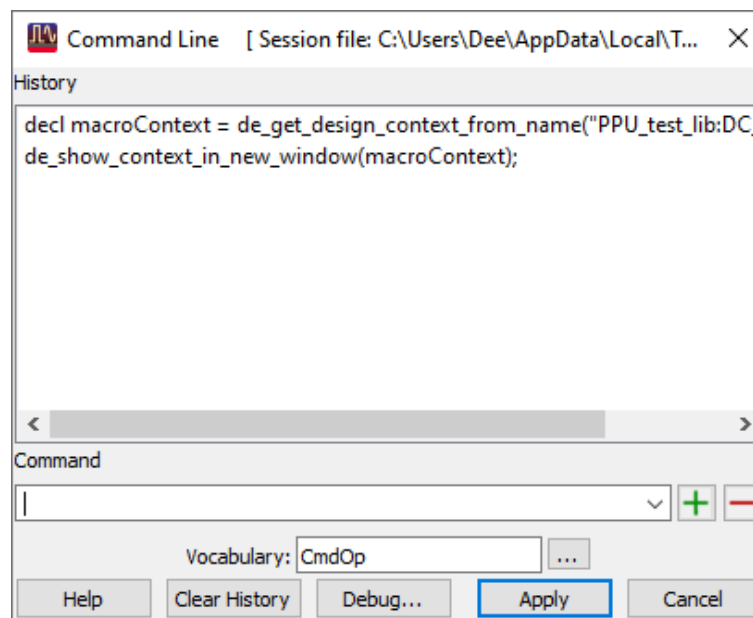 Command Line [ Session file: C:\Users\Dee\AppData\Local\T...
History
decl macroContext = de_get_design_context_from_name("PPU_test_lib:DC_
de_show_context_in_new_window(macroContext);
Command
Vocabulary: CmdOp ...
Help Clear History Debug... Apply Cancel